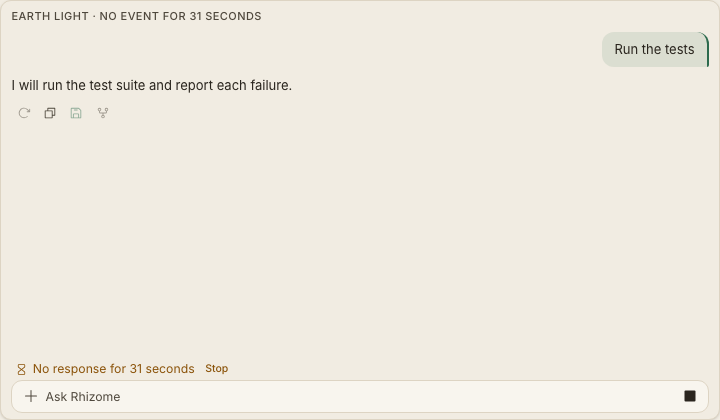 EARTH LIGHT · NO EVENT FOR 31 SECONDS
Run the tests
I will run the test suite and report each failure.
No response for 31 seconds Stop
Ask Rhizome